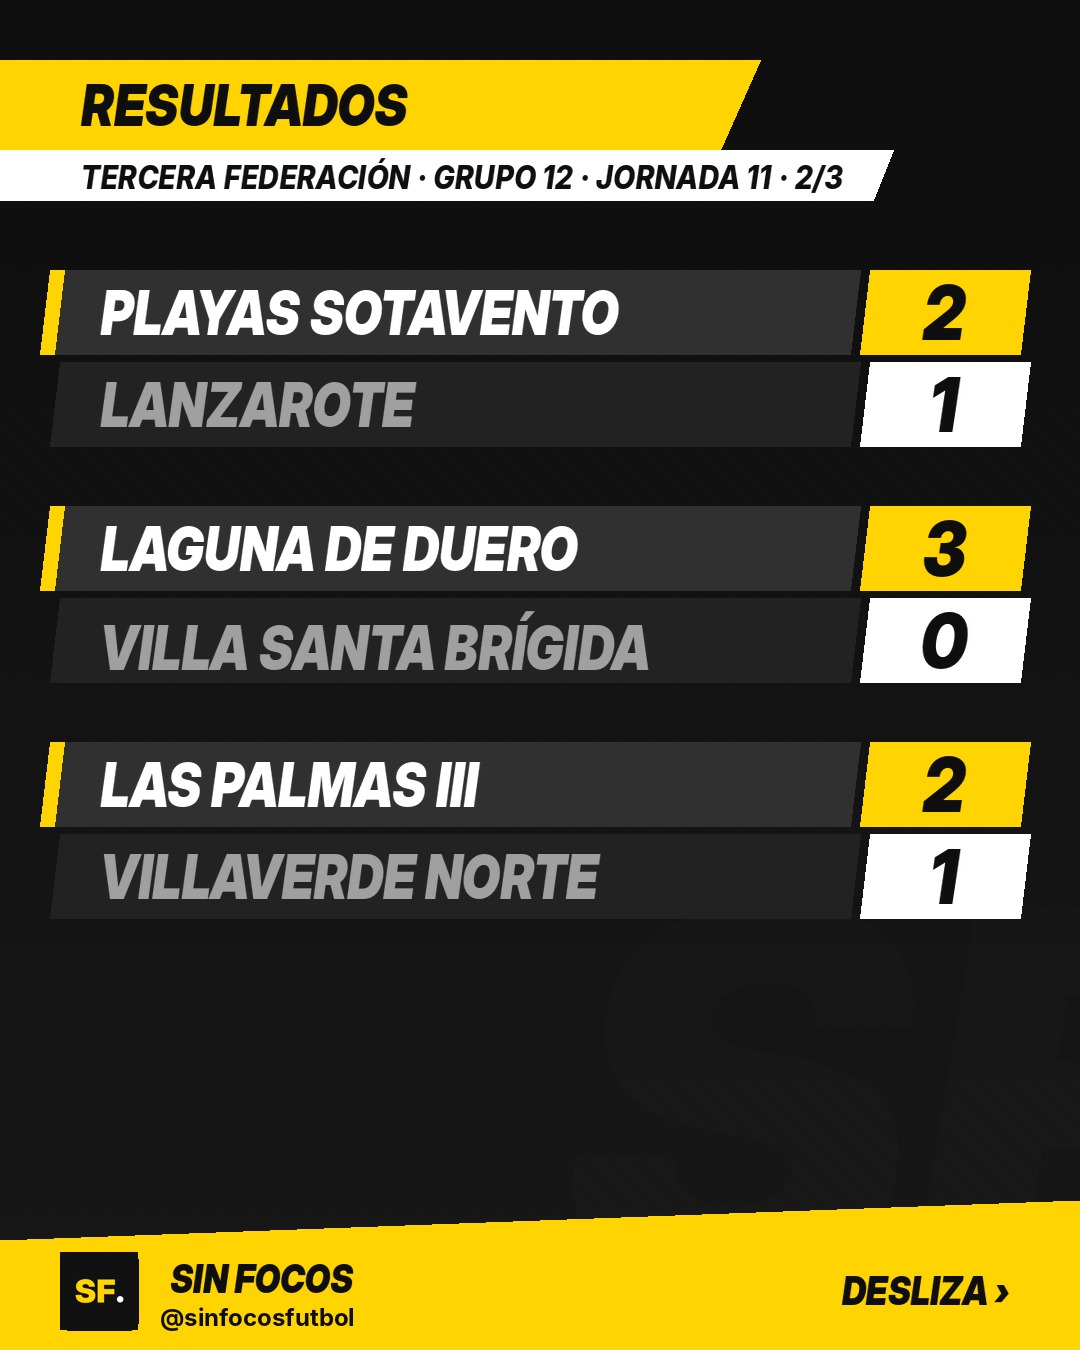 RESULTADOS
TERCERA FEDERACIÓN · GRUPO 12 · JORNADA 11 · 2/3
PLAYAS SOTAVENTO 2
LANZAROTE 1
LAGUNA DE DUERO 3
VILLA SANTA BRÍGIDA 0
LAS PALMAS III 2
VILLAVERDE NORTE 1
SF
SF.
SIN FOCOS
@sinfocosfutbol
DESLIZA ›